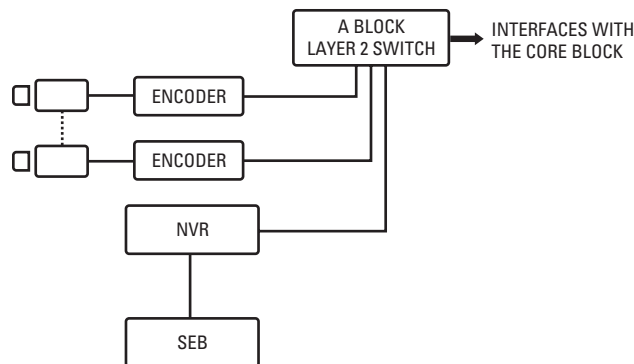 A BLOCK
LAYER 2 SWITCH
INTERFACES WITH
THE CORE BLOCK
ENCODER
ENCODER
NVR
SEB